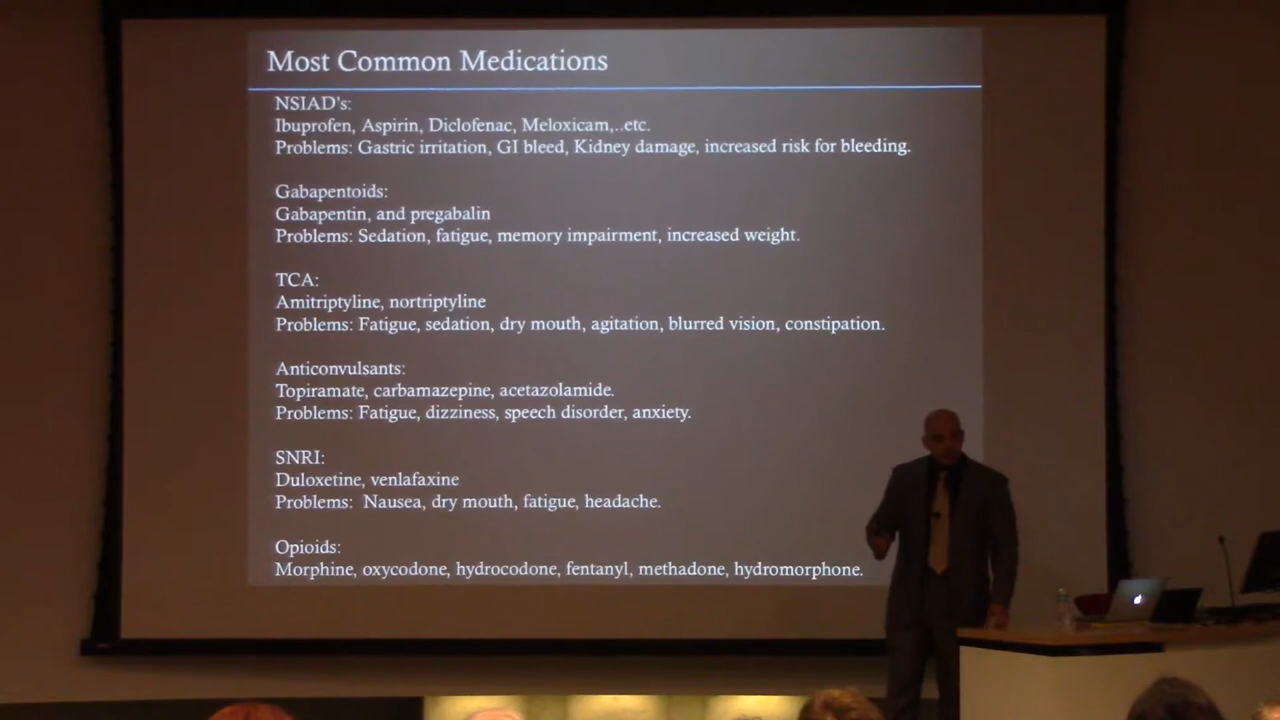 Most Common Medications
NSIAD's:
Ibuprofen, Aspirin, Diclofenac, Meloxicam,..etc.
Problems: Gastric irritation, GI bleed, Kidney damage, increased risk for bleeding.
Gabapentoids:
Gabapentin, and pregabalin
Problems: Sedation, fatigue, memory impairment, increased weight.
TCA:
Amitriptyline, nortriptyline
Problems: Fatigue, sedation, dry mouth, agitation, blurred vision, constipation.
Anticonvulsants:
Topiramate, carbamazepine, acetazolamide.
Problems: Fatigue, dizziness, speech disorder, anxiety.
SNRI:
Duloxetine, venlafaxine
Problems: Nausea, dry mouth, fatigue, headache.
Opioids:
Morphine, oxycodone, hydrocodone, fentanyl, methadone, hydromorphone.